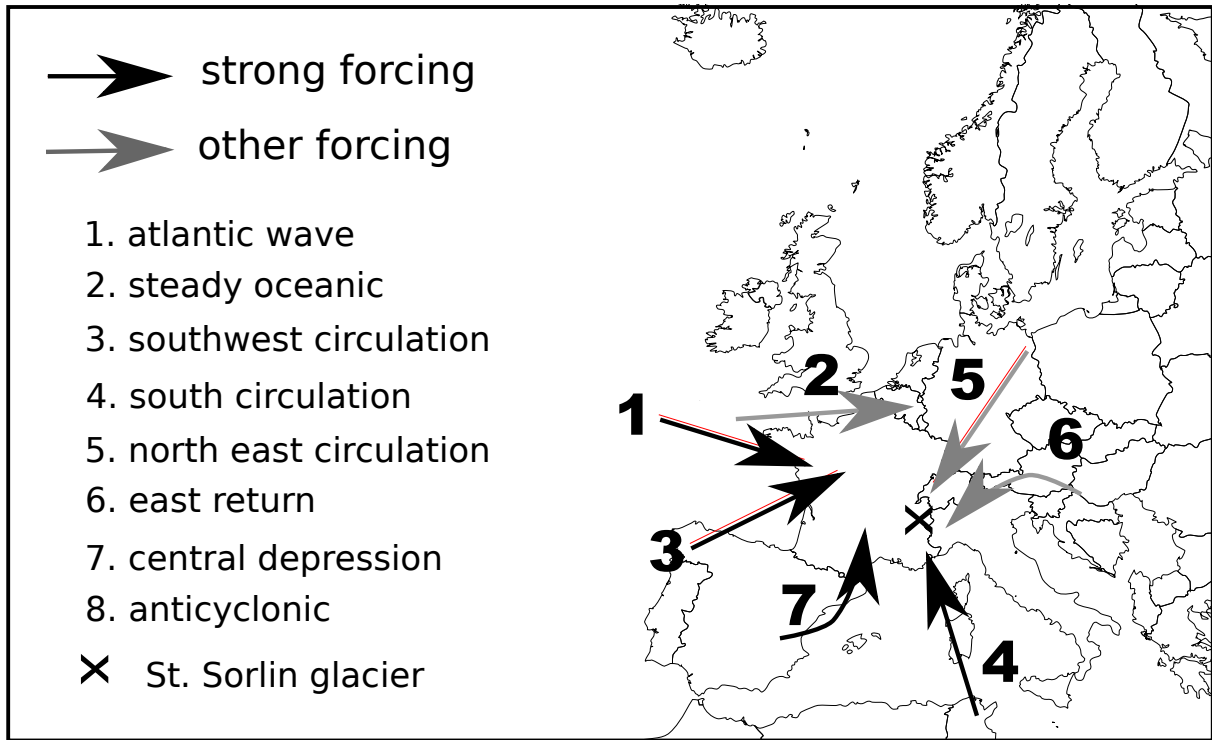 strong forcing
other forcing
1. atlantic wave
2. steady oceanic
3. southwest circulation
4. south circulation
5. north east circulation
6. east return
7. central depression
8. anticyclonic
St. Sorlin glacier
2
5
1
6
3
7
4